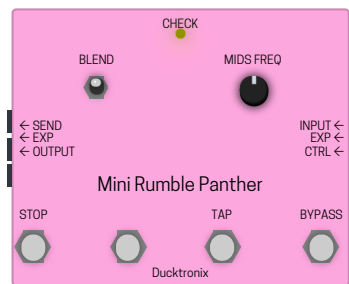 CHECK
BLEND
MIDS FREQ
← SEND
← EXP
← OUTPUT
INPUT ←
EXP ←
CTRL ←
Mini Rumble Panther
STOP
TAP
BYPASS
Ducktronix